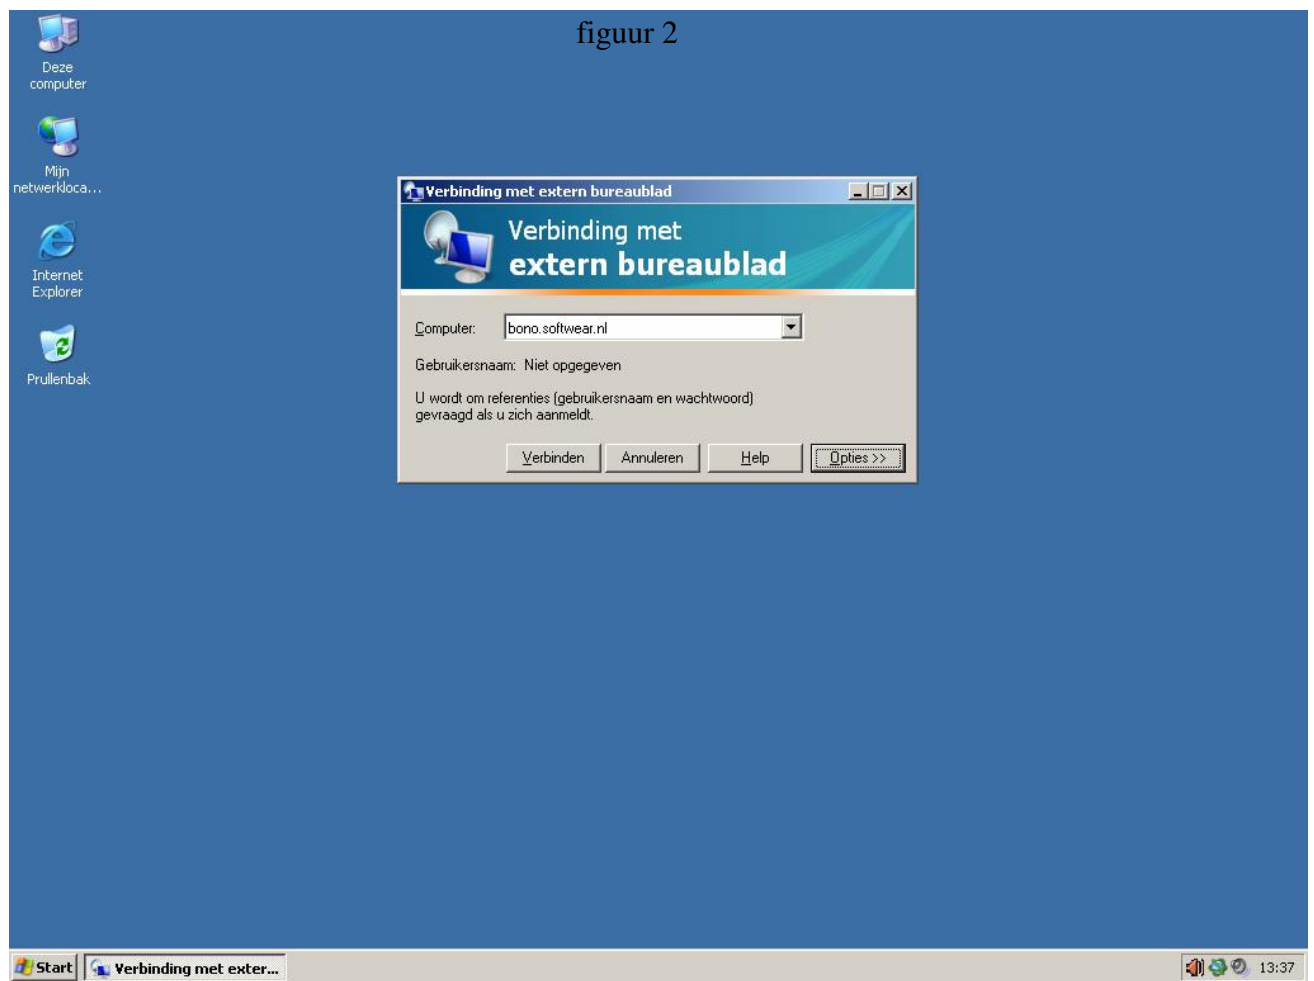 figuur 2
Deze
computer
Mijn
netwerkloca...
Internet
Explorer
Prullenbak
Verbinding met extern bureaublad
Verbinding met
extern bureaublad
Computer: bono.softwear.nl
Gebruikersnaam: Niet opgegeven
U wordt om referenties (gebruikersnaam en wachtwoord)
gevraagd als u zich aanmeldt.
Verbinden Annuleren Help Opties >>
Start Verbinding met exter... 13:37